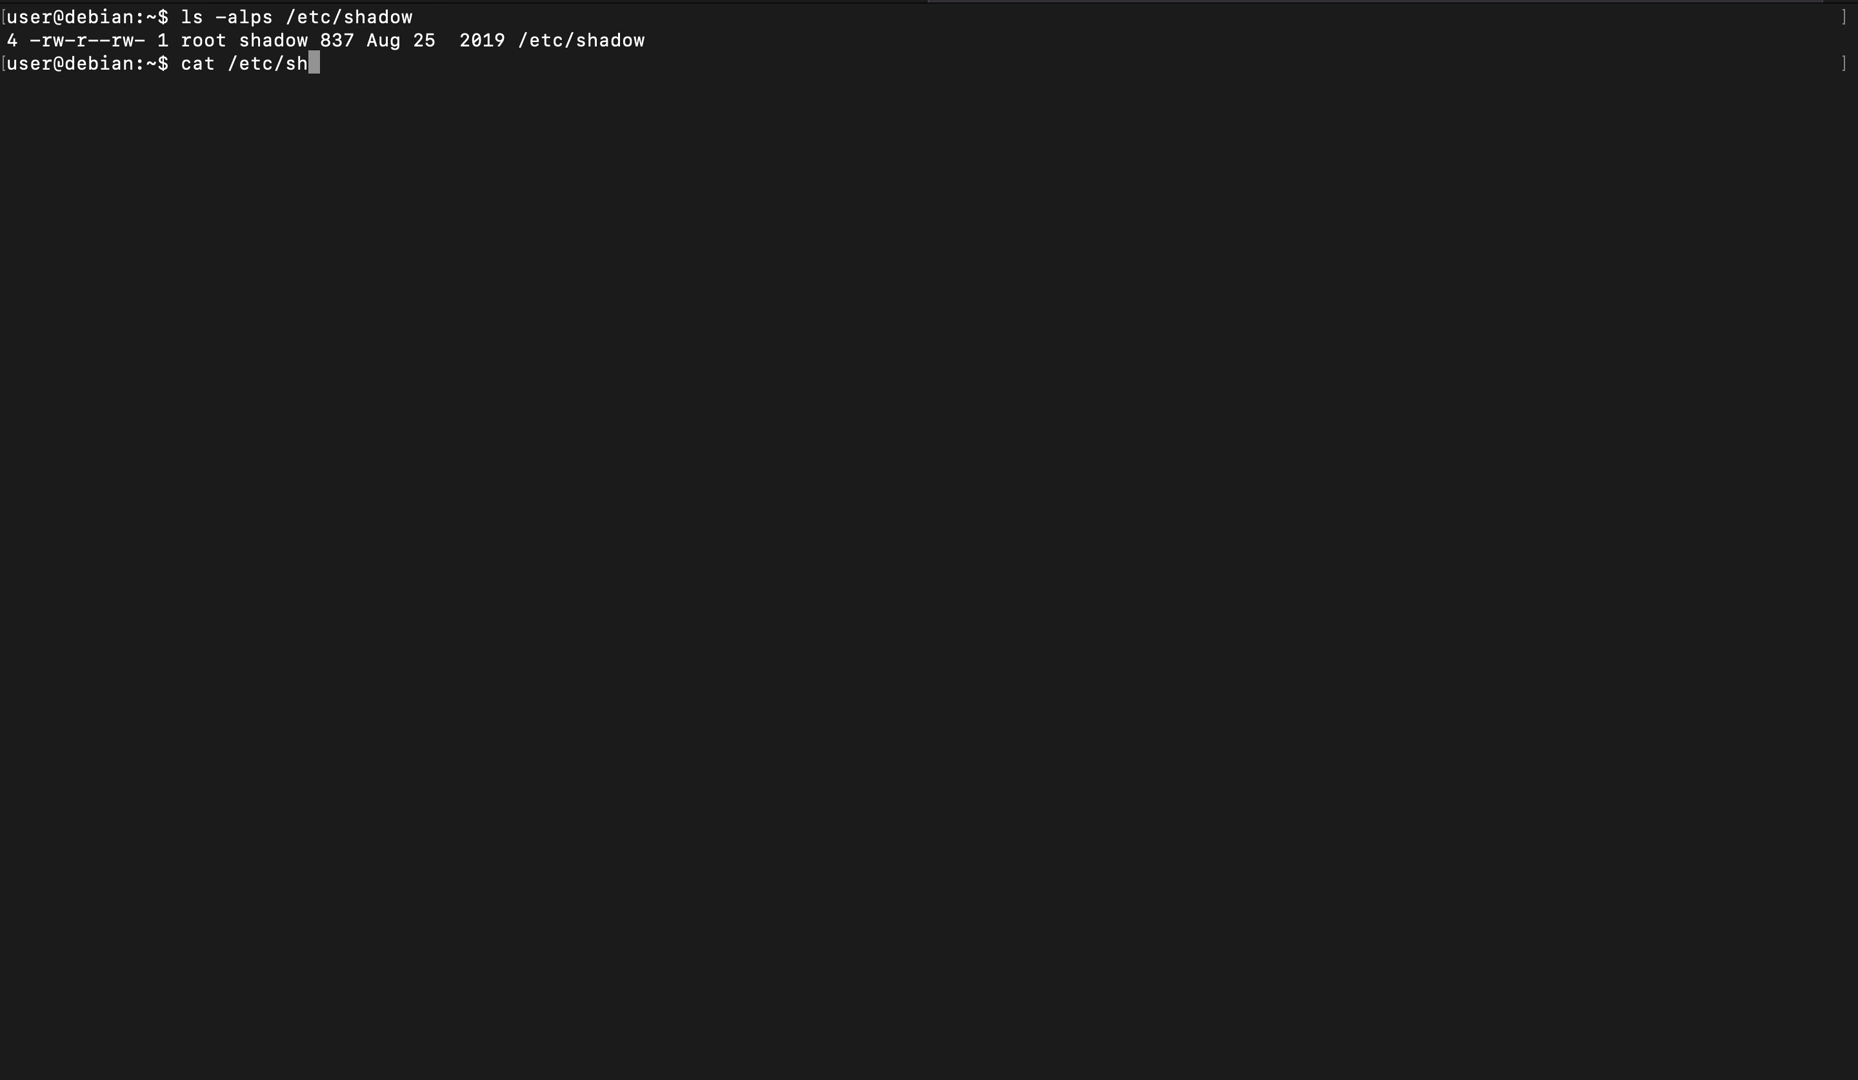 [user@debian:~$ ls -alps /etc/shadow ]
4 -rw-r--rw- 1 root shadow 837 Aug 25  2019 /etc/shadow
[user@debian:~$ cat /etc/sh ]